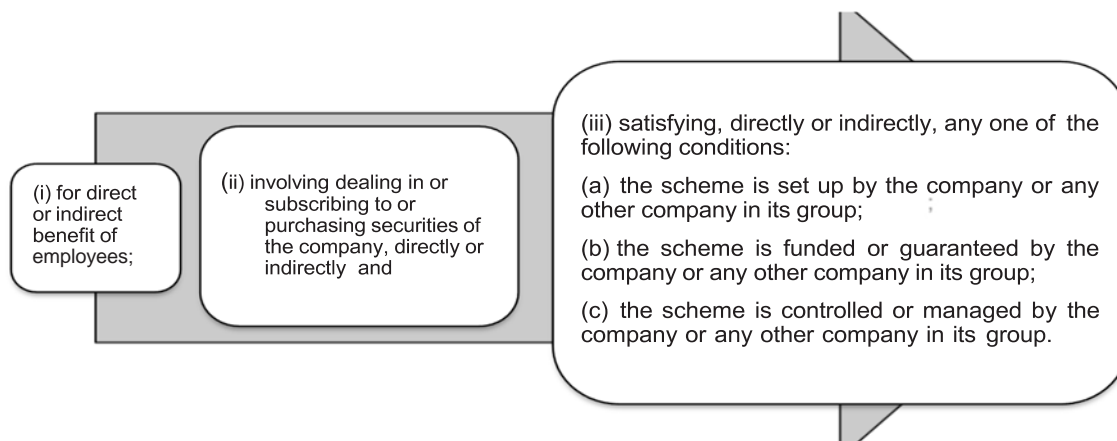 (i) for direct
or indirect
benefit of
employees;
(ii) involving dealing in or
subscribing to or
purchasing securities of
the company, directly or
indirectly and
(iii) satisfying, directly or indirectly, any one of the
following conditions:
(a) the scheme is set up by the company or any
other company in its group;
(b) the scheme is funded or guaranteed by the
company or any other company in its group;
(c) the scheme is controlled or managed by the
company or any other company in its group.